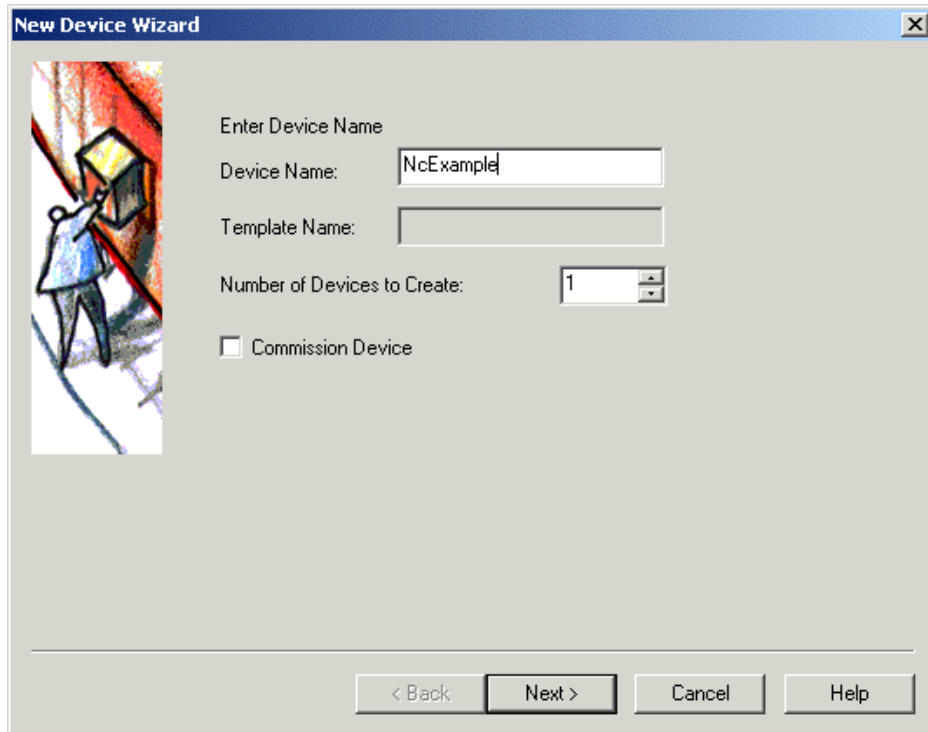 New Device Wizard
Enter Device Name
Device Name: NcExample
Template Name:
Number of Devices to Create: 1
Commission Device
< Back Next > Cancel Help